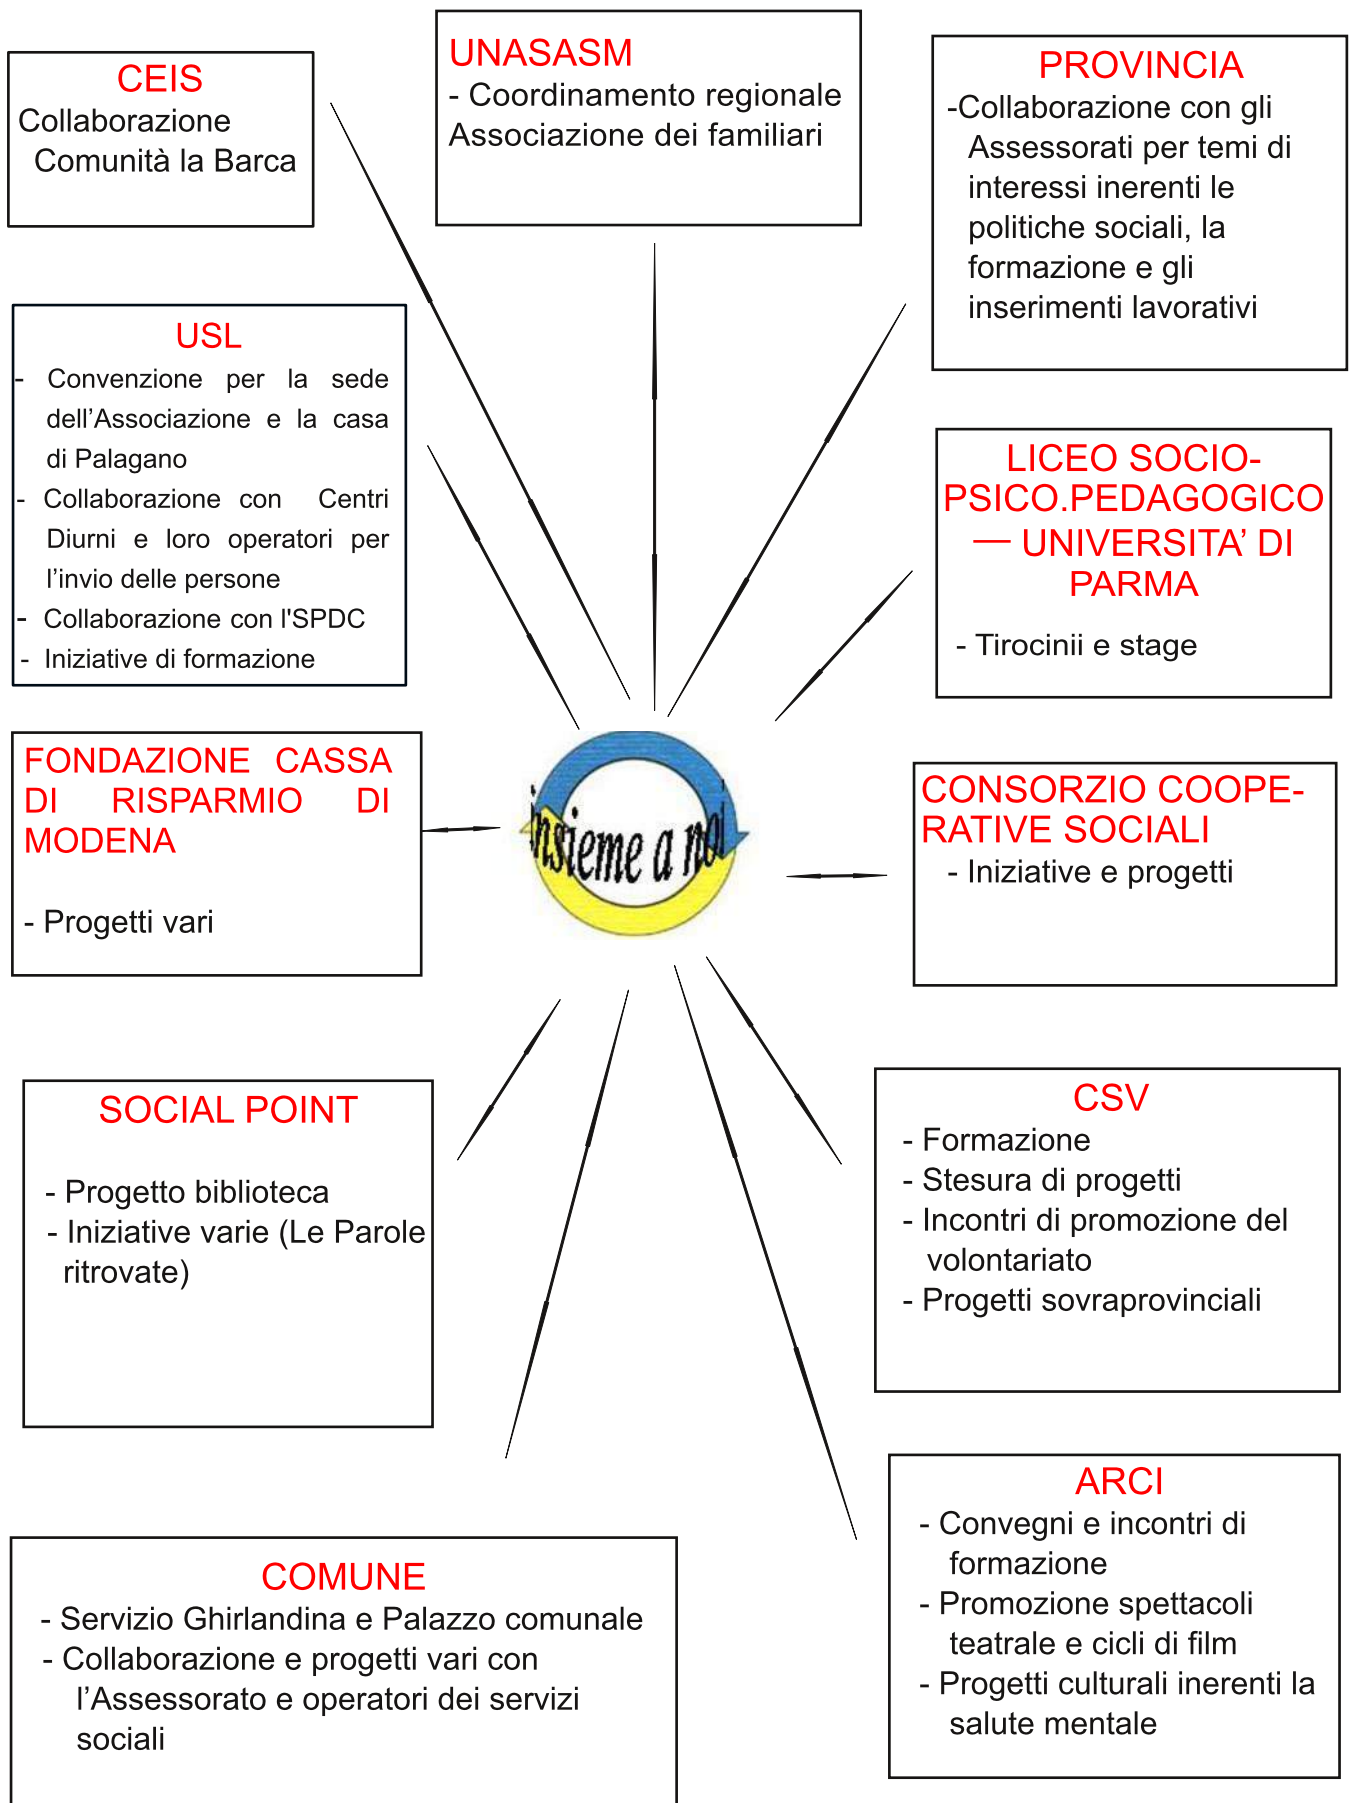 CEIS
Collaborazione
Comunità la Barca
UNASASM
- Coordinamento regionale
Associazione dei familiari
PROVINCIA
-Collaborazione con gli
Assessorati per temi di
interessi inerenti le
politiche sociali, la
formazione e gli
inserimenti lavorativi
USL
- Convenzione per la sede
dell’Associazione e la casa
di Palagano
- Collaborazione con Centri
Diurni e loro operatori per
l’invio delle persone
- Collaborazione con l'SPDC
- Iniziative di formazione
LICEO SOCIO-
PSICO.PEDAGOGICO
— UNIVERSITA’ DI
PARMA
- Tirocinii e stage
FONDAZIONE CASSA
DI RISPARMIO DI
MODENA
- Progetti vari
insieme a noi
CONSORZIO COOPE-
RATIVE SOCIALI
- Iniziative e progetti
SOCIAL POINT
- Progetto biblioteca
- Iniziative varie (Le Parole
ritrovate)
CSV
- Formazione
- Stesura di progetti
- Incontri di promozione del
volontariato
- Progetti sovraprovinciali
COMUNE
- Servizio Ghirlandina e Palazzo comunale
- Collaborazione e progetti vari con
l’Assessorato e operatori dei servizi
sociali
ARCI
- Convegni e incontri di
formazione
- Promozione spettacoli
teatrale e cicli di film
- Progetti culturali inerenti la
salute mentale